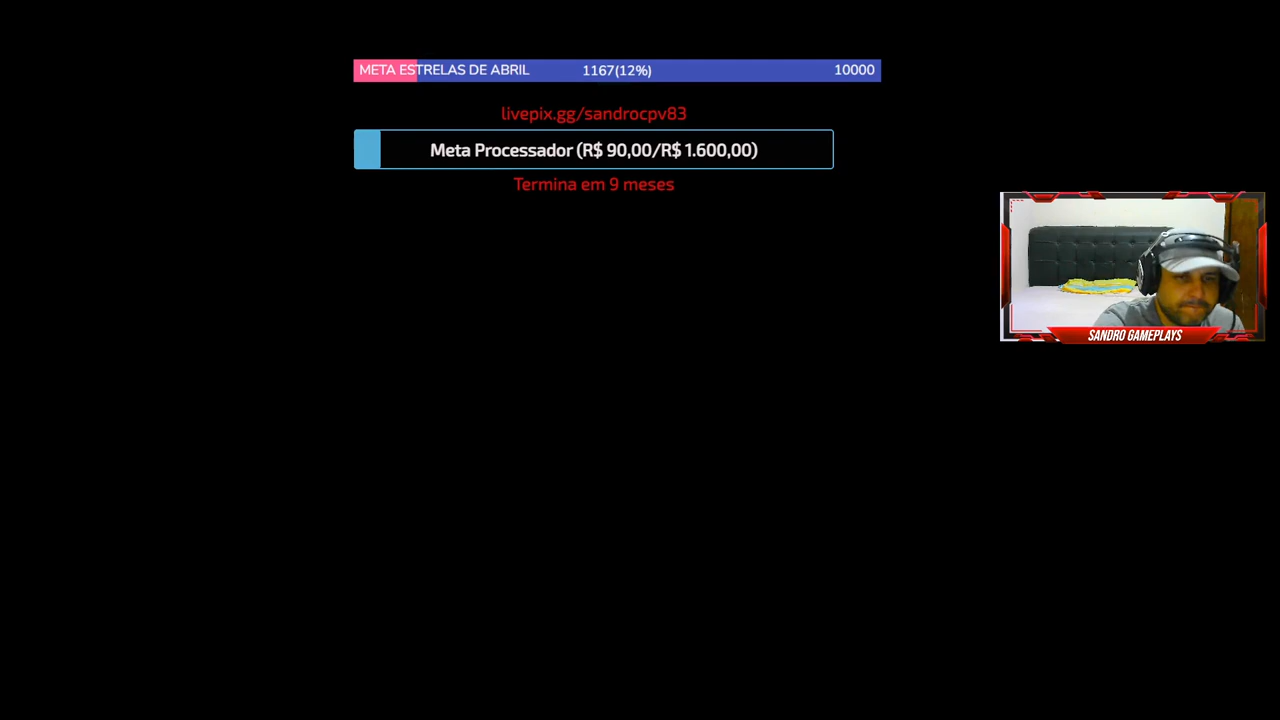 META ESTRELAS DE ABRIL 1167(12%) 10000
livepix.gg/sandrocpv83
Meta Processador (R$ 90,00/R$ 1.600,00)
Termina em 9 meses
SANDRO GAMEPLAYS